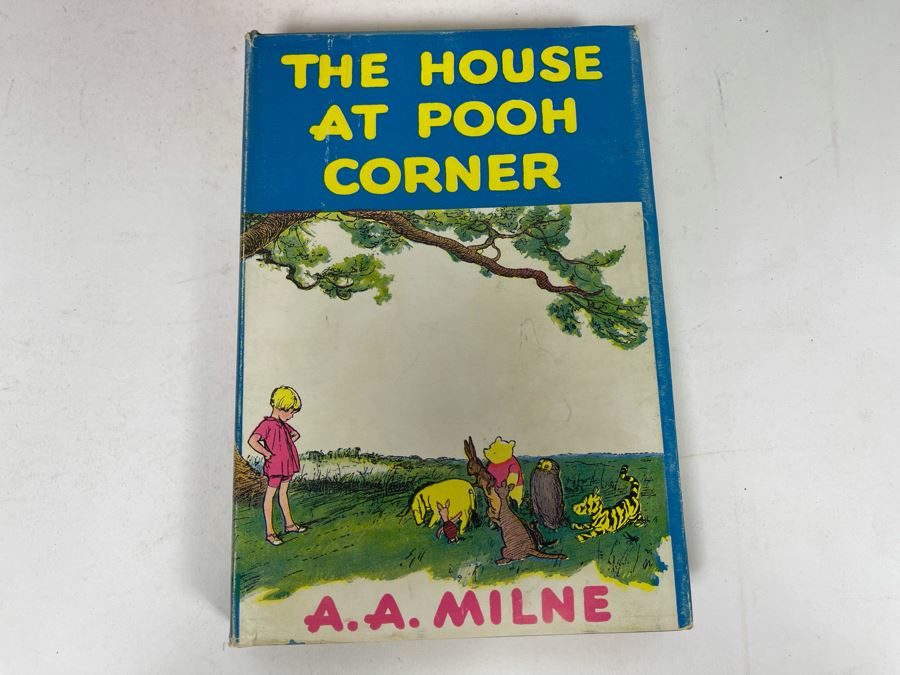 THE HOUSE
AT POOH
CORNER
A.A. MILNE